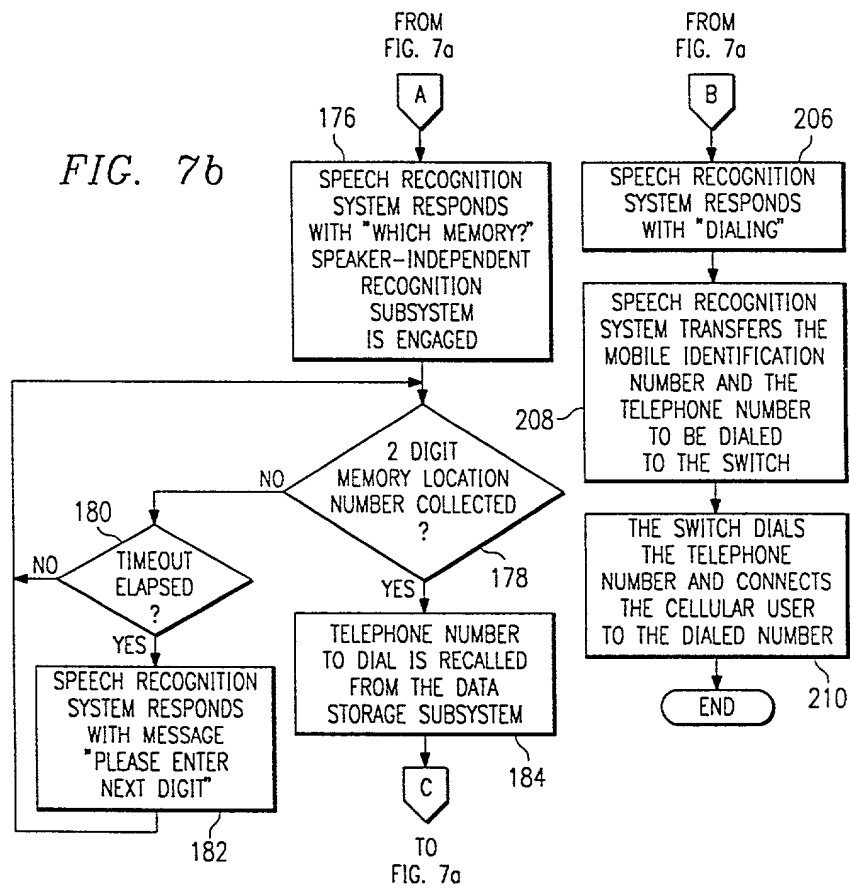 FIG. 7b
FROM
FIG. 7a
A
176
SPEECH RECOGNITION
SYSTEM RESPONDS
WITH "WHICH MEMORY?"
SPEAKER-INDEPENDENT
RECOGNITION
SUBSYSTEM
IS ENGAGED
2 DIGIT
MEMORY LOCATION
NUMBER COLLECTED
?
178
NO
YES
180
TIMEOUT
ELAPSED
?
NO
YES
SPEECH RECOGNITION
SYSTEM RESPONDS
WITH MESSAGE
"PLEASE ENTER
NEXT DIGIT"
182
TELEPHONE NUMBER
TO DIAL IS RECALLED
FROM THE DATA
STORAGE SUBSYSTEM
184
C
TO
FIG. 7a
FROM
FIG. 7a
B
206
SPEECH RECOGNITION
SYSTEM RESPONDS
WITH "DIALING"
SPEECH RECOGNITION
SYSTEM TRANSFERS THE
MOBILE IDENTIFICATION
NUMBER AND THE
TELEPHONE NUMBER
TO BE DIALED
TO THE SWITCH
208
THE SWITCH DIALS
THE TELEPHONE
NUMBER AND CONNECTS
THE CELLULAR USER
TO THE DIALED NUMBER
210
END